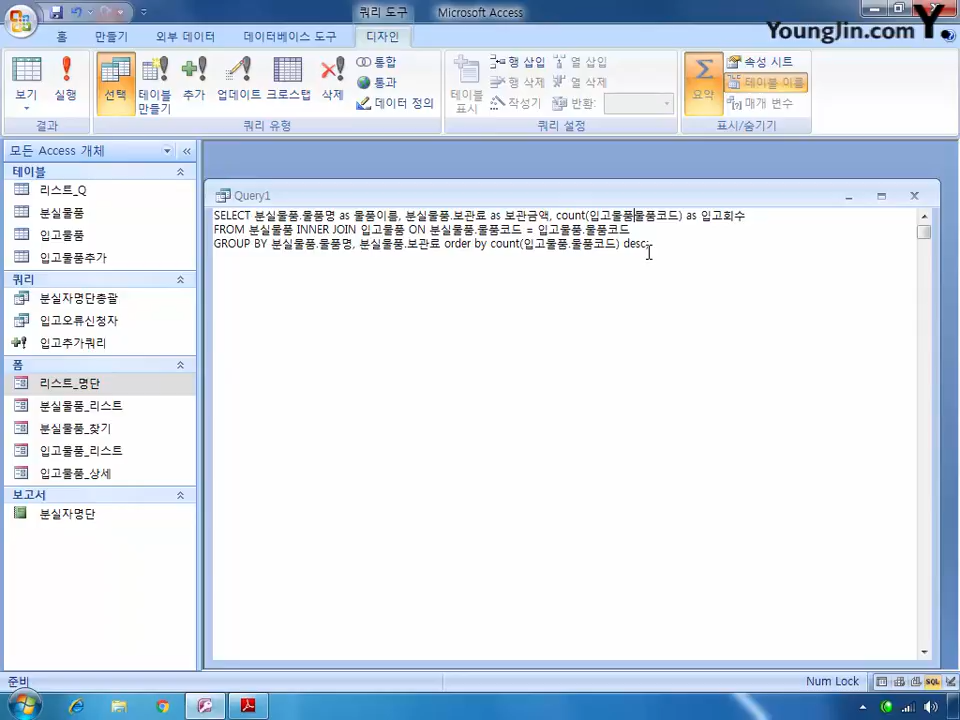 쿼리 도구
Microsoft Access
YoungJin.com Y.
홈
만들기
외부 데이터
데이터베이스 도구
디자인
보기
실행
결과
선택
테이블
만들기
추가
업데이트
크로스탭
삭제
통합
통과
데이터 정의
쿼리 유형
테이블
표시
행 삽입
행 삭제
작성기
열 삽입
열 삭제
반환:
쿼리 설정
요약
속성 시트
테이블 이름
매개 변수
표시/숨기기
모든 Access 개체
테이블
리스트_Q
분실물품
입고물품
입고물품추가
쿼리
분실자명단총괄
입고오류신청자
입고추가쿼리
폼
리스트_명단
분실물품_리스트
분실물품_찾기
입고물품_리스트
입고물품_상세
보고서
분실자명단
Query1
SELECT 분실물품.물품명 as 물품이름, 분실물품.보관료 as 보관금액, count(입고물품물품코드) as 입고회수
FROM 분실물품 INNER JOIN 입고물품 ON 분실물품.물품코드 = 입고물품.물품코드
GROUP BY 분실물품.물품명, 분실물품.보관료 order by count(입고물품.물품코드) desc;
준비
Num Lock
SQL